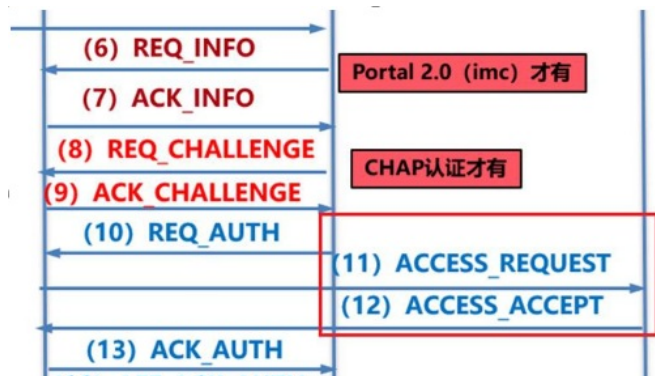 (6) REQ_INFO
Portal 2.0（imc）才有
(7) ACK_INFO
(8) REQ_CHALLENGE
CHAP认证才有
(9) ACK_CHALLENGE
(10) REQ_AUTH
(11) ACCESS_REQUEST
(12) ACCESS_ACCEPT
(13) ACK_AUTH